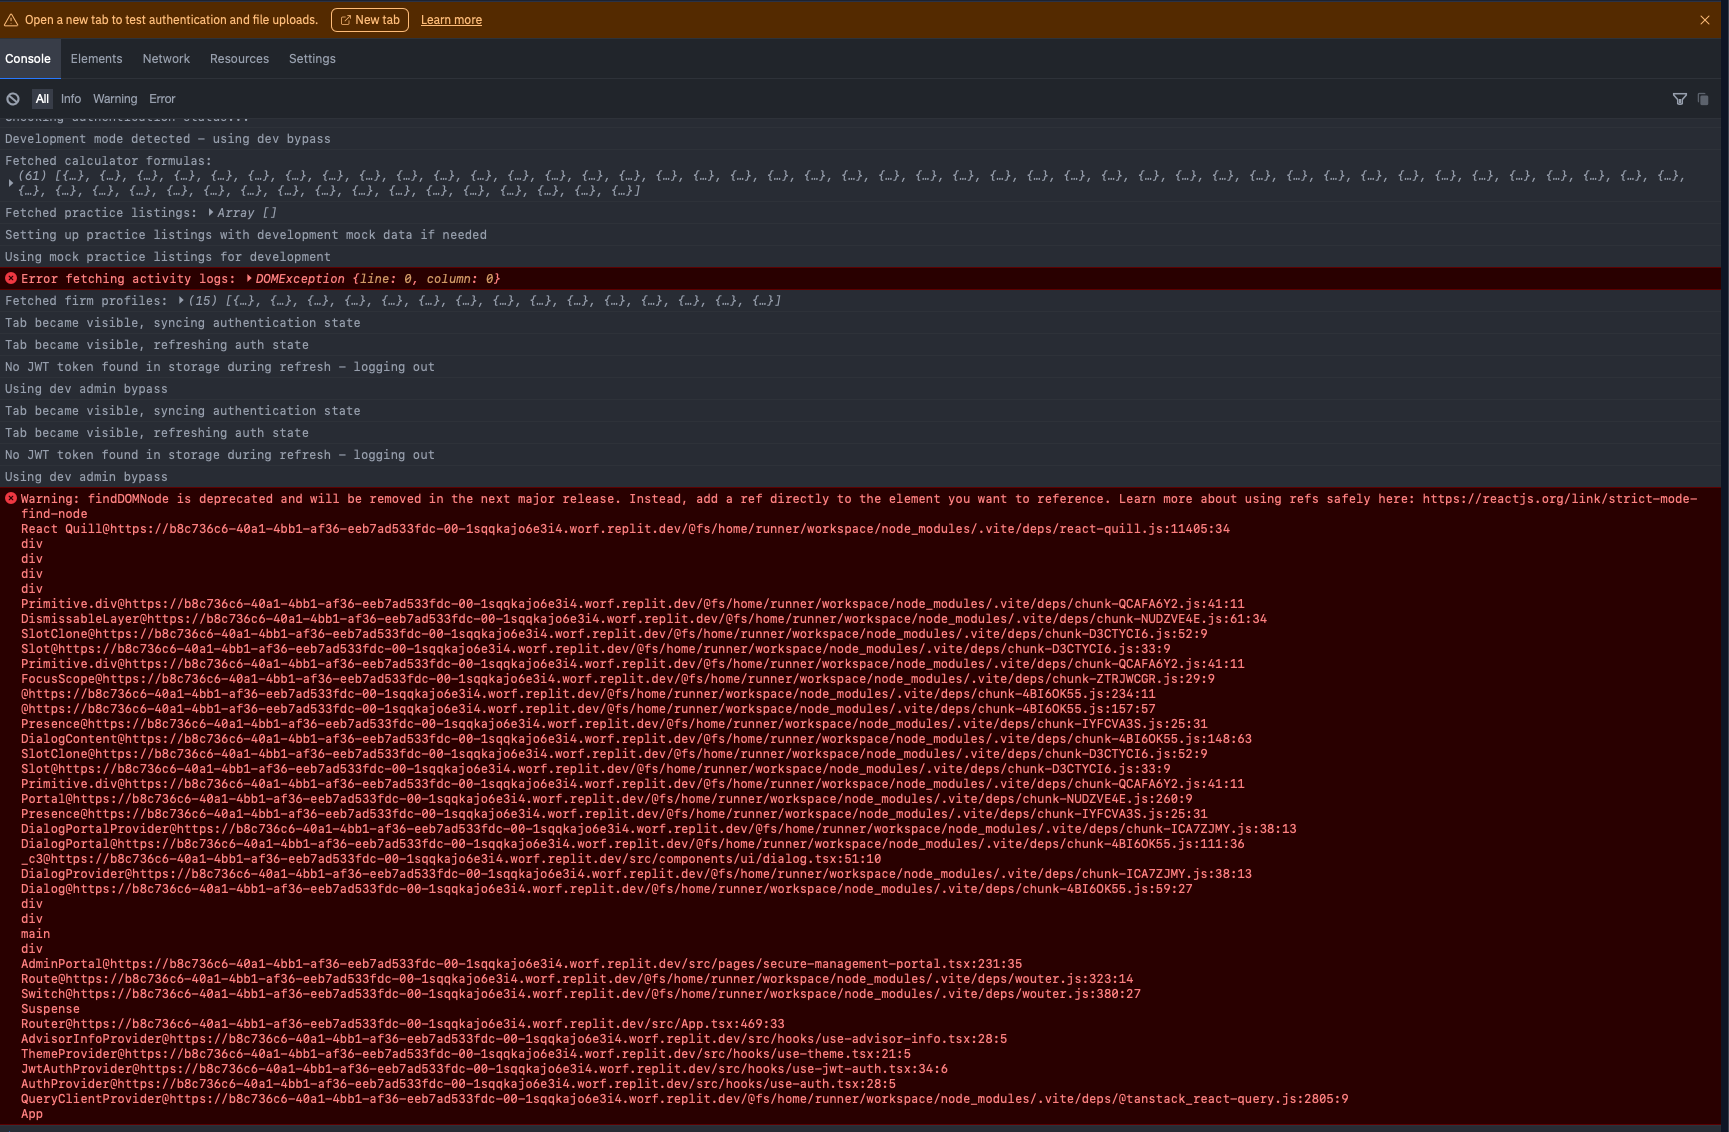 Open a new tab to test authentication and file uploads. New tab Learn more
Console Elements Network Resources Settings
All Info Warning Error
Checking authentication status...
Development mode detected – using dev bypass
Fetched calculator formulas:
(61) [{…}, {…}, {…}, {…}, {…}, {…}, {…}, {…}, {…}, {…}, {…}, {…}, {…}, {…}, {…}, {…}, {…}, {…}, {…}, {…}, {…}, {…}, {…}, {…}, {…}, {…}, {…}, {…}, {…}, {…}, {…}, {…}, {…}, {…}, {…}, {…}, {…}, {…}, {…}, {…}, {…}, {…}, {…}, {…},
{…}, {…}, {…}, {…}, {…}, {…}, {…}, {…}, {…}, {…}, {…}, {…}, {…}, {…}, {…}, {…}, {…}]
Fetched practice listings: Array []
Setting up practice listings with development mock data if needed
Using mock practice listings for development
Error fetching activity logs: DOMException {line: 0, column: 0}
Fetched firm profiles: (15) [{…}, {…}, {…}, {…}, {…}, {…}, {…}, {…}, {…}, {…}, {…}, {…}, {…}, {…}, {…}]
Tab became visible, syncing authentication state
Tab became visible, refreshing auth state
No JWT token found in storage during refresh – logging out
Using dev admin bypass
Tab became visible, syncing authentication state
Tab became visible, refreshing auth state
No JWT token found in storage during refresh – logging out
Using dev admin bypass
Warning: findDOMNode is deprecated and will be removed in the next major release. Instead, add a ref directly to the element you want to reference. Learn more about using refs safely here: https://reactjs.org/link/strict-mode-
find-node
React Quill@https://b8c736c6-40a1-4bb1-af36-eeb7ad533fdc-00-1sqqkajo6e3i4.worf.replit.dev/@fs/home/runner/workspace/node_modules/.vite/deps/react-quill.js:11405:34
div
div
div
div
Primitive.div@https://b8c736c6-40a1-4bb1-af36-eeb7ad533fdc-00-1sqqkajo6e3i4.worf.replit.dev/@fs/home/runner/workspace/node_modules/.vite/deps/chunk-QCAFA6Y2.js:41:11
DismissableLayer@https://b8c736c6-40a1-4bb1-af36-eeb7ad533fdc-00-1sqqkajo6e3i4.worf.replit.dev/@fs/home/runner/workspace/node_modules/.vite/deps/chunk-NUDZVE4E.js:61:34
SlotClone@https://b8c736c6-40a1-4bb1-af36-eeb7ad533fdc-00-1sqqkajo6e3i4.worf.replit.dev/@fs/home/runner/workspace/node_modules/.vite/deps/chunk-D3CTYCI6.js:52:9
Slot@https://b8c736c6-40a1-4bb1-af36-eeb7ad533fdc-00-1sqqkajo6e3i4.worf.replit.dev/@fs/home/runner/workspace/node_modules/.vite/deps/chunk-D3CTYCI6.js:33:9
Primitive.div@https://b8c736c6-40a1-4bb1-af36-eeb7ad533fdc-00-1sqqkajo6e3i4.worf.replit.dev/@fs/home/runner/workspace/node_modules/.vite/deps/chunk-QCAFA6Y2.js:41:11
FocusScope@https://b8c736c6-40a1-4bb1-af36-eeb7ad533fdc-00-1sqqkajo6e3i4.worf.replit.dev/@fs/home/runner/workspace/node_modules/.vite/deps/chunk-ZTRJWCGR.js:29:9
@https://b8c736c6-40a1-4bb1-af36-eeb7ad533fdc-00-1sqqkajo6e3i4.worf.replit.dev/@fs/home/runner/workspace/node_modules/.vite/deps/chunk-4BI6OK55.js:234:11
@https://b8c736c6-40a1-4bb1-af36-eeb7ad533fdc-00-1sqqkajo6e3i4.worf.replit.dev/@fs/home/runner/workspace/node_modules/.vite/deps/chunk-4BI6OK55.js:157:57
Presence@https://b8c736c6-40a1-4bb1-af36-eeb7ad533fdc-00-1sqqkajo6e3i4.worf.replit.dev/@fs/home/runner/workspace/node_modules/.vite/deps/chunk-IYFCVA3S.js:25:31
DialogContent@https://b8c736c6-40a1-4bb1-af36-eeb7ad533fdc-00-1sqqkajo6e3i4.worf.replit.dev/@fs/home/runner/workspace/node_modules/.vite/deps/chunk-4BI6OK55.js:148:63
SlotClone@https://b8c736c6-40a1-4bb1-af36-eeb7ad533fdc-00-1sqqkajo6e3i4.worf.replit.dev/@fs/home/runner/workspace/node_modules/.vite/deps/chunk-D3CTYCI6.js:52:9
Slot@https://b8c736c6-40a1-4bb1-af36-eeb7ad533fdc-00-1sqqkajo6e3i4.worf.replit.dev/@fs/home/runner/workspace/node_modules/.vite/deps/chunk-D3CTYCI6.js:33:9
Primitive.div@https://b8c736c6-40a1-4bb1-af36-eeb7ad533fdc-00-1sqqkajo6e3i4.worf.replit.dev/@fs/home/runner/workspace/node_modules/.vite/deps/chunk-QCAFA6Y2.js:41:11
Portal@https://b8c736c6-40a1-4bb1-af36-eeb7ad533fdc-00-1sqqkajo6e3i4.worf.replit.dev/@fs/home/runner/workspace/node_modules/.vite/deps/chunk-NUDZVE4E.js:260:9
Presence@https://b8c736c6-40a1-4bb1-af36-eeb7ad533fdc-00-1sqqkajo6e3i4.worf.replit.dev/@fs/home/runner/workspace/node_modules/.vite/deps/chunk-IYFCVA3S.js:25:31
DialogPortalProvider@https://b8c736c6-40a1-4bb1-af36-eeb7ad533fdc-00-1sqqkajo6e3i4.worf.replit.dev/@fs/home/runner/workspace/node_modules/.vite/deps/chunk-ICA7ZJMY.js:38:13
DialogPortal@https://b8c736c6-40a1-4bb1-af36-eeb7ad533fdc-00-1sqqkajo6e3i4.worf.replit.dev/@fs/home/runner/workspace/node_modules/.vite/deps/chunk-4BI6OK55.js:111:36
_c3@https://b8c736c6-40a1-4bb1-af36-eeb7ad533fdc-00-1sqqkajo6e3i4.worf.replit.dev/src/components/ui/dialog.tsx:51:10
DialogProvider@https://b8c736c6-40a1-4bb1-af36-eeb7ad533fdc-00-1sqqkajo6e3i4.worf.replit.dev/@fs/home/runner/workspace/node_modules/.vite/deps/chunk-ICA7ZJMY.js:38:13
Dialog@https://b8c736c6-40a1-4bb1-af36-eeb7ad533fdc-00-1sqqkajo6e3i4.worf.replit.dev/@fs/home/runner/workspace/node_modules/.vite/deps/chunk-4BI6OK55.js:59:27
div
div
main
div
AdminPortal@https://b8c736c6-40a1-4bb1-af36-eeb7ad533fdc-00-1sqqkajo6e3i4.worf.replit.dev/src/pages/secure-management-portal.tsx:231:35
Route@https://b8c736c6-40a1-4bb1-af36-eeb7ad533fdc-00-1sqqkajo6e3i4.worf.replit.dev/@fs/home/runner/workspace/node_modules/.vite/deps/wouter.js:323:14
Switch@https://b8c736c6-40a1-4bb1-af36-eeb7ad533fdc-00-1sqqkajo6e3i4.worf.replit.dev/@fs/home/runner/workspace/node_modules/.vite/deps/wouter.js:380:27
Suspense
Router@https://b8c736c6-40a1-4bb1-af36-eeb7ad533fdc-00-1sqqkajo6e3i4.worf.replit.dev/src/App.tsx:469:33
AdvisorInfoProvider@https://b8c736c6-40a1-4bb1-af36-eeb7ad533fdc-00-1sqqkajo6e3i4.worf.replit.dev/src/hooks/use-advisor-info.tsx:28:5
ThemeProvider@https://b8c736c6-40a1-4bb1-af36-eeb7ad533fdc-00-1sqqkajo6e3i4.worf.replit.dev/src/hooks/use-theme.tsx:21:5
JwtAuthProvider@https://b8c736c6-40a1-4bb1-af36-eeb7ad533fdc-00-1sqqkajo6e3i4.worf.replit.dev/src/hooks/use-jwt-auth.tsx:34:6
AuthProvider@https://b8c736c6-40a1-4bb1-af36-eeb7ad533fdc-00-1sqqkajo6e3i4.worf.replit.dev/src/hooks/use-auth.tsx:28:5
QueryClientProvider@https://b8c736c6-40a1-4bb1-af36-eeb7ad533fdc-00-1sqqkajo6e3i4.worf.replit.dev/@fs/home/runner/workspace/node_modules/.vite/deps/@tanstack_react-query.js:2805:9
App